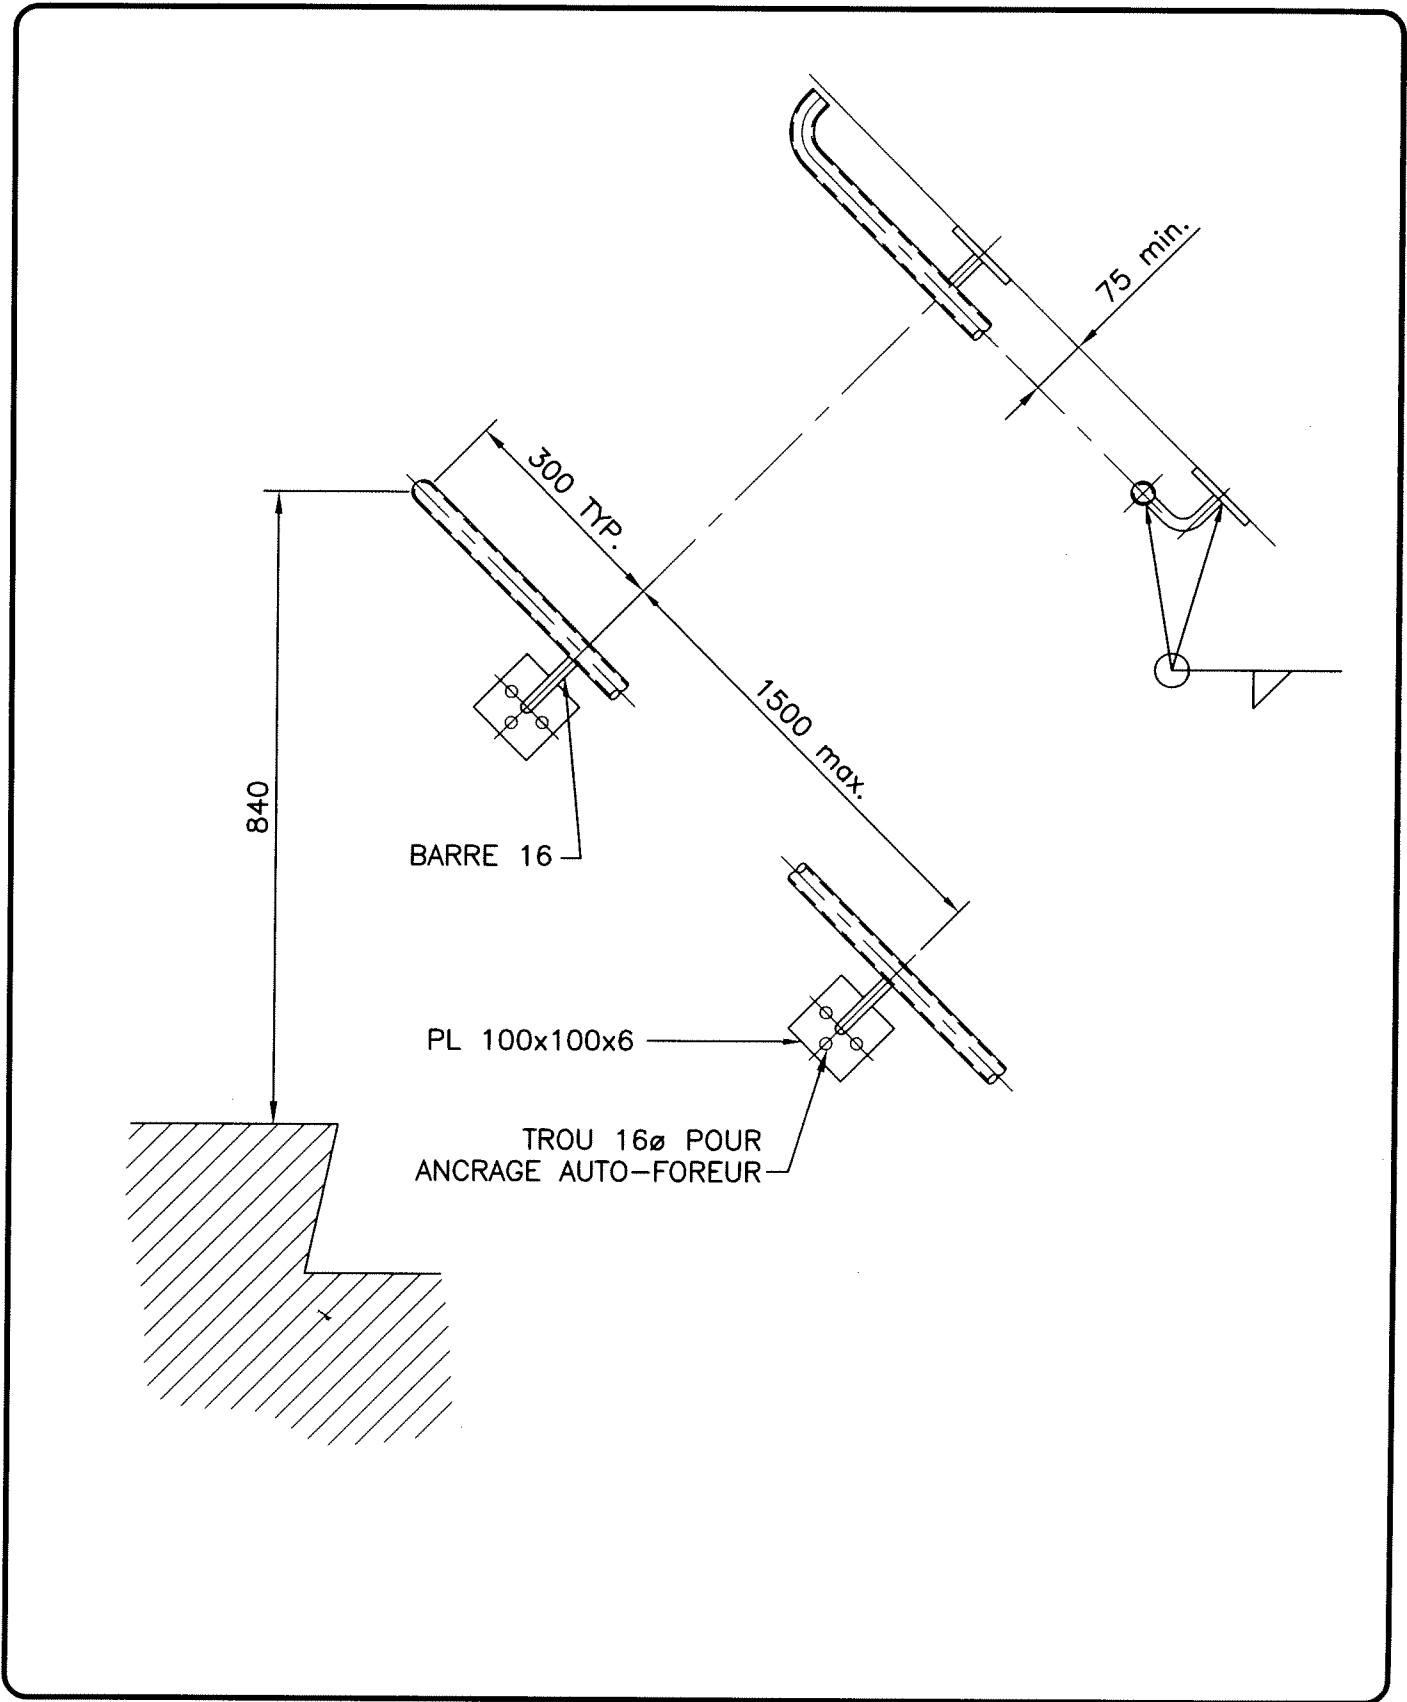 75 min.
300 TYP.
1500 max.
840
BARRE 16
PL 100x100x6
TROU 16ø POUR
ANCRAGE AUTO-FOREUR